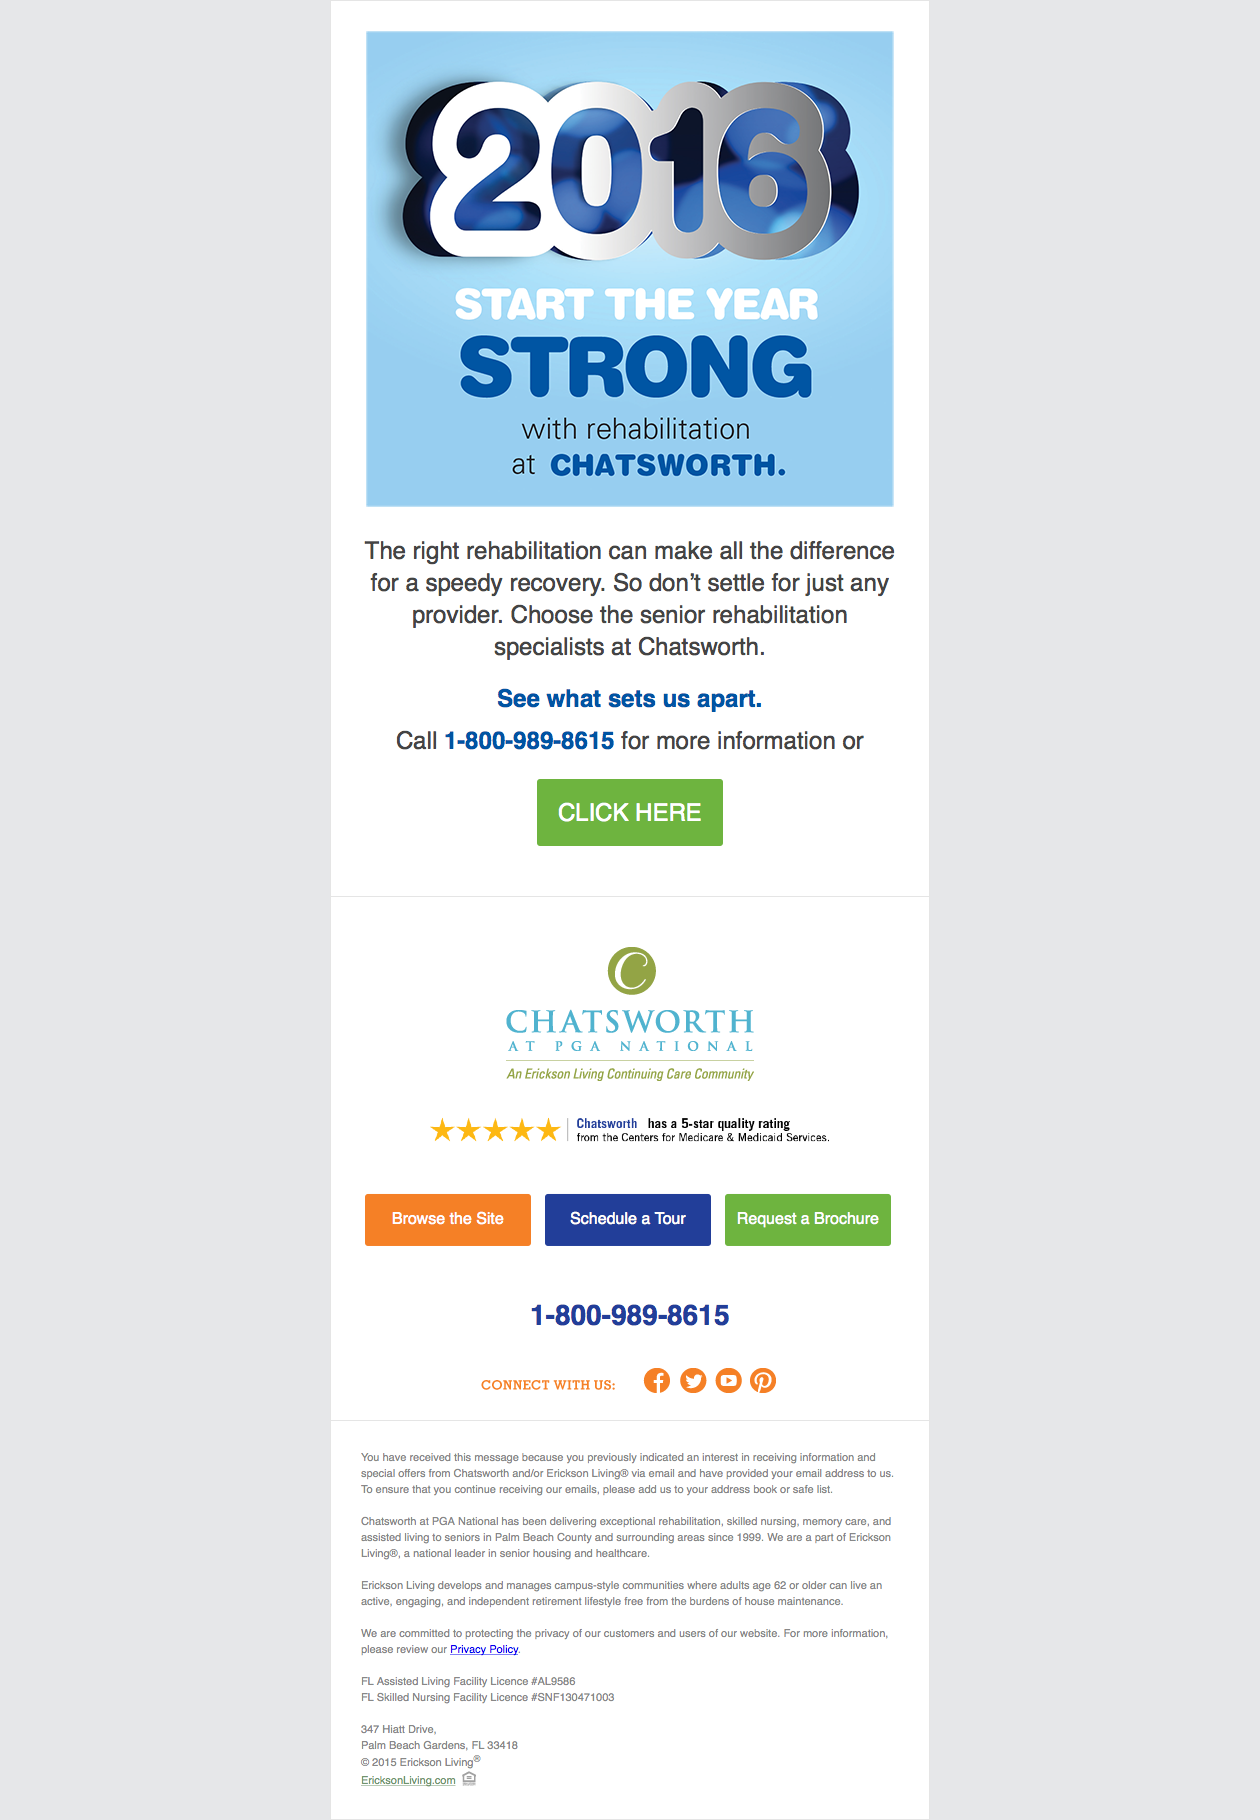 2016
START THE YEAR
STRONG
with rehabilitation
at CHATSWORTH.
The right rehabilitation can make all the difference
for a speedy recovery. So don’t settle for just any
provider. Choose the senior rehabilitation
specialists at Chatsworth.
See what sets us apart.
Call 1-800-989-8615 for more information or
CLICK HERE
C
CHATSWORTH
AT PGA NATIONAL
An Erickson Living Continuing Care Community
Chatsworth has a 5-star quality rating
from the Centers for Medicare & Medicaid Services.
Browse the Site
Schedule a Tour
Request a Brochure
1-800-989-8615
CONNECT WITH US:
You have received this message because you previously indicated an interest in receiving information and
special offers from Chatsworth and/or Erickson Living® via email and have provided your email address to us.
To ensure that you continue receiving our emails, please add us to your address book or safe list.
Chatsworth at PGA National has been delivering exceptional rehabilitation, skilled nursing, memory care, and
assisted living to seniors in Palm Beach County and surrounding areas since 1999. We are a part of Erickson
Living®, a national leader in senior housing and healthcare.
Erickson Living develops and manages campus-style communities where adults age 62 or older can live an
active, engaging, and independent retirement lifestyle free from the burdens of house maintenance.
We are committed to protecting the privacy of our customers and users of our website. For more information,
please review our Privacy Policy.
FL Assisted Living Facility Licence #AL9586
FL Skilled Nursing Facility Licence #SNF130471003
347 Hiatt Drive,
Palm Beach Gardens, FL 33418
© 2015 Erickson Living®
EricksonLiving.com